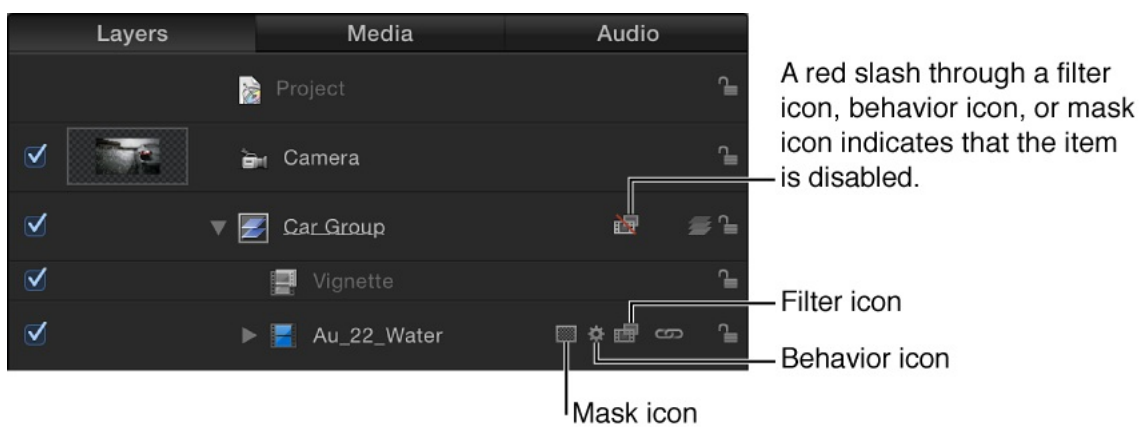 Layers Media Audio
Project
Camera
Car Group
Vignette
Au_22_Water
A red slash through a filter
icon, behavior icon, or mask
icon indicates that the item
is disabled.
Filter icon
Behavior icon
Mask icon